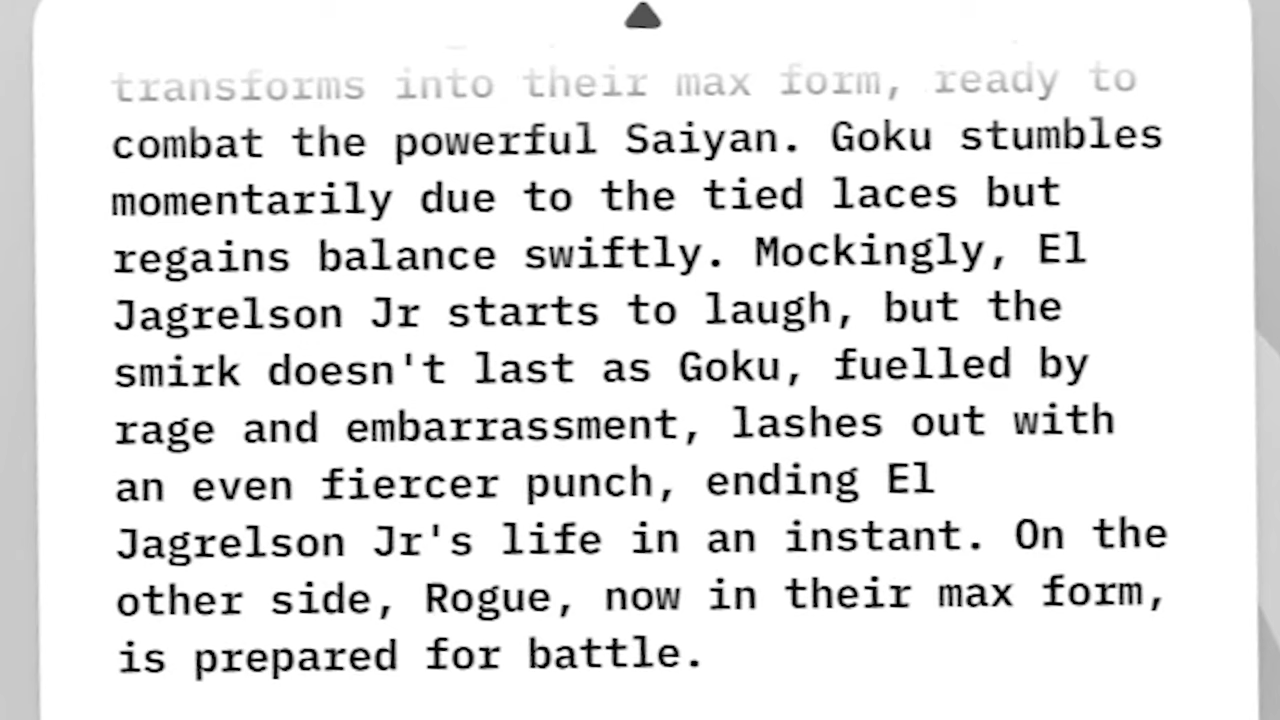 transforms into their max form, ready to
combat the powerful Saiyan. Goku stumbles
momentarily due to the tied laces but
regains balance swiftly. Mockingly, El
Jagrelson Jr starts to laugh, but the
smirk doesn't last as Goku, fuelled by
rage and embarrassment, lashes out with
an even fiercer punch, ending El
Jagrelson Jr's life in an instant. On the
other side, Rogue, now in their max form,
is prepared for battle.